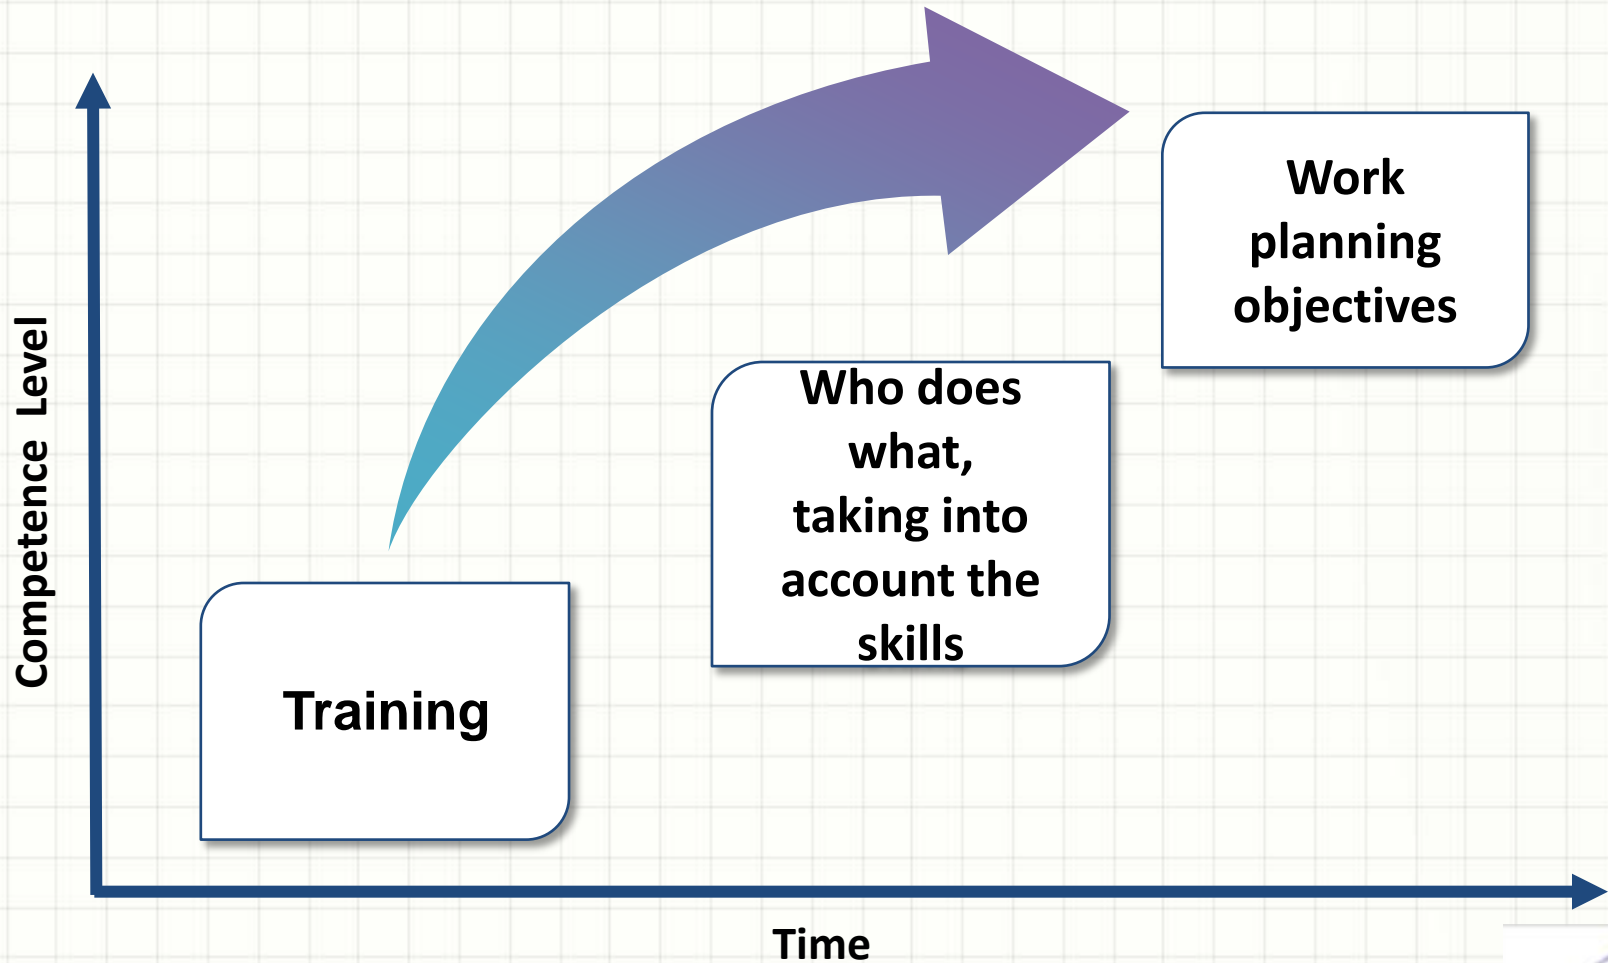 Competence Level
Training
Who does
what,
taking into
account the
skills
Work
planning
objectives
Time